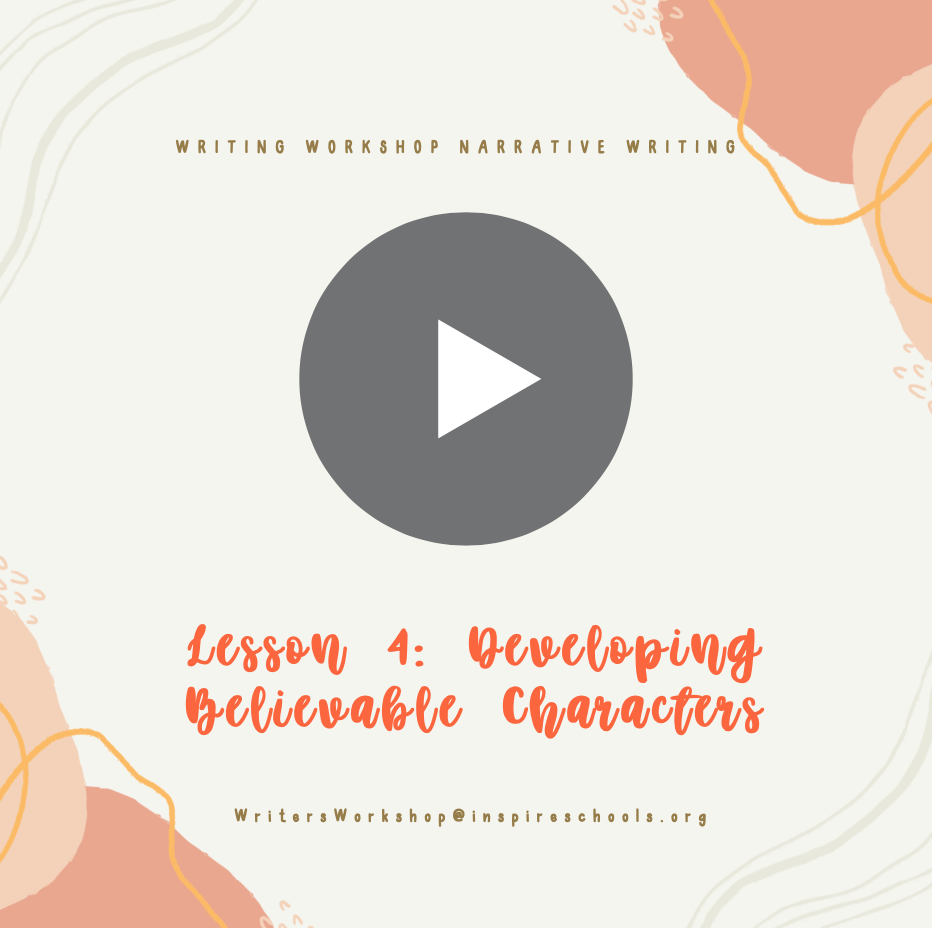 WRITING WORKSHOP NARRATIVE WRITING
Lesson 4: Developing
Believable Characters
WritersWorkshop@inspireschools.org